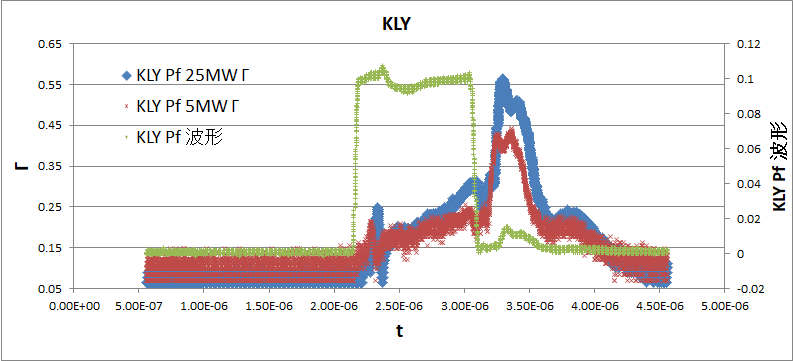 KLY
0.65
0.55
0.45
0.35
0.25
0.15
0.05
Γ
KLY Pf 25MW Γ
KLY Pf 5MW Γ
KLY Pf 波形
0.12
0.1
0.08
0.06
0.04
0.02
0
-0.02
KLY Pf 波形
0.00E+00 5.00E-07 1.00E-06 1.50E-06 2.00E-06 2.50E-06 3.00E-06 3.50E-06 4.00E-06 4.50E-06 5.00E-06
t